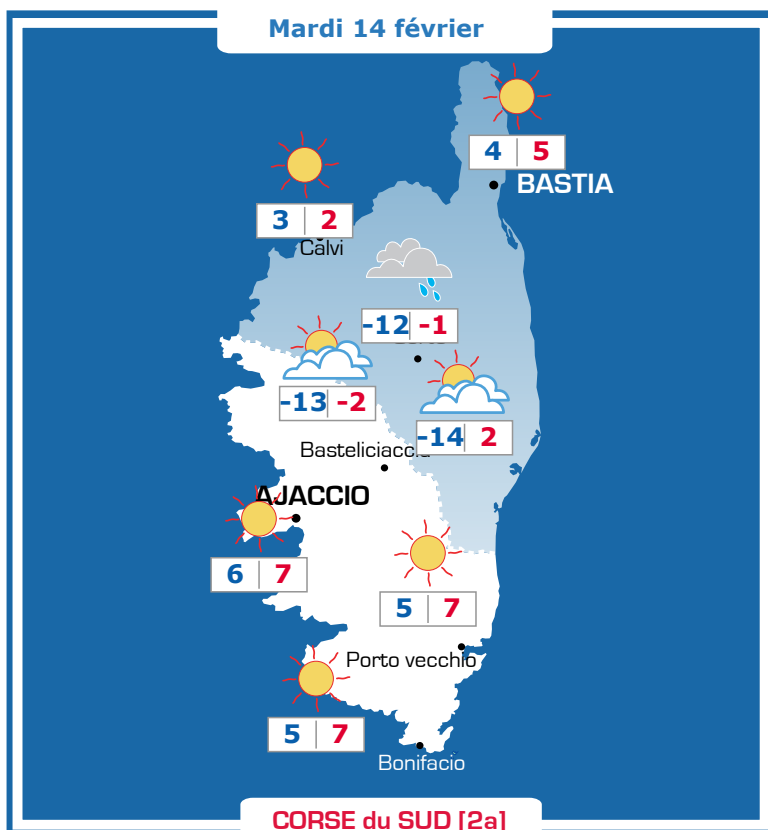 Mardi 14 février
4 5
BASTIA
3 2
Calvi
-12 -1
-13 -2
-14 2
Basteliciaccia
AJACCIO
6 7
5 7
Porto vecchio
5 7
Bonifacio
CORSE du SUD [2a]